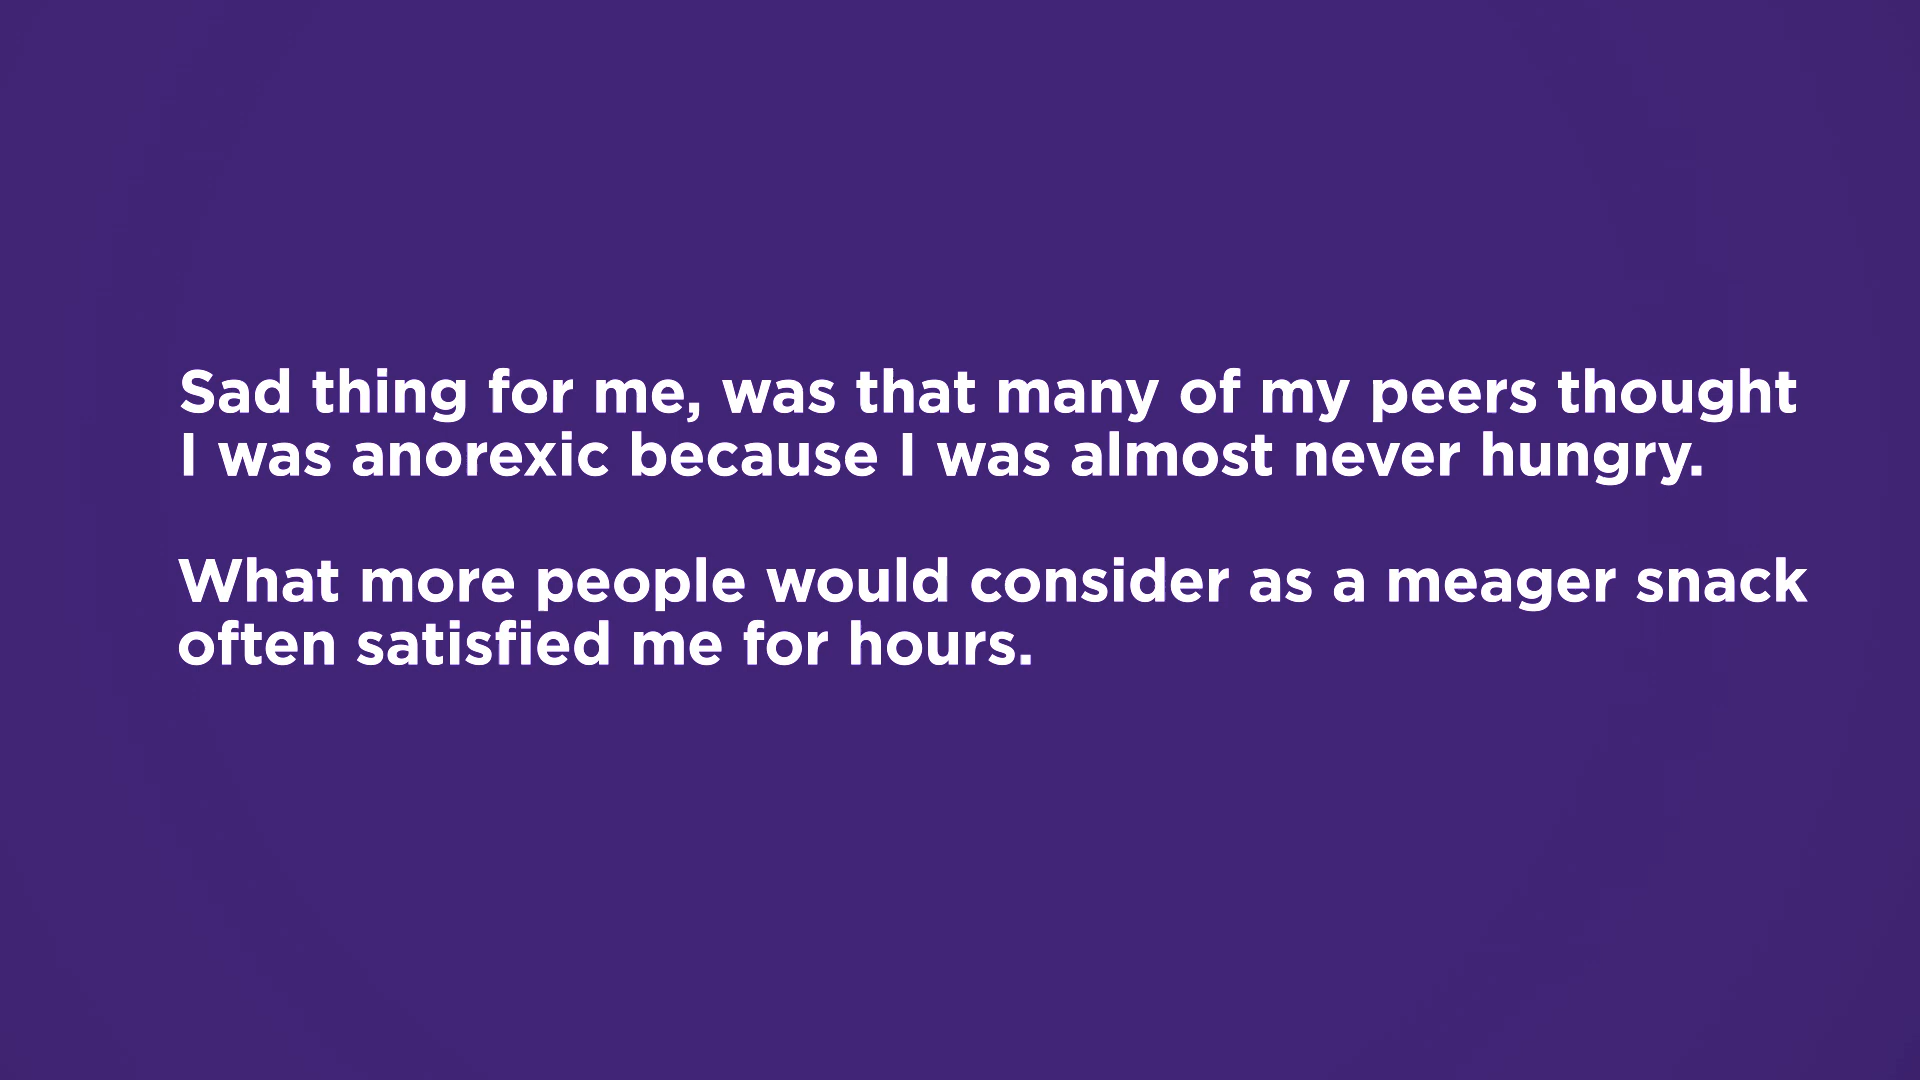 Sad thing for me, was that many of my peers thought
I was anorexic because I was almost never hungry.
What more people would consider as a meager snack
often satisfied me for hours.